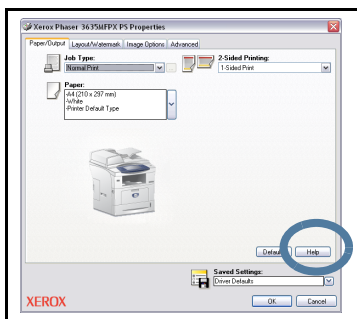 Xerox Phaser 3635MFPX PS Properties
Paper/Output Layout/Watermark Image Options Advanced
Job Type:
Normal Print
2-Sided Printing:
1-Sided Print
Paper:
-A4 (210 x 297 mm)
-White
-Printer Default Type
Help
Saved Settings:
Driver Defaults
XEROX
OK Cancel